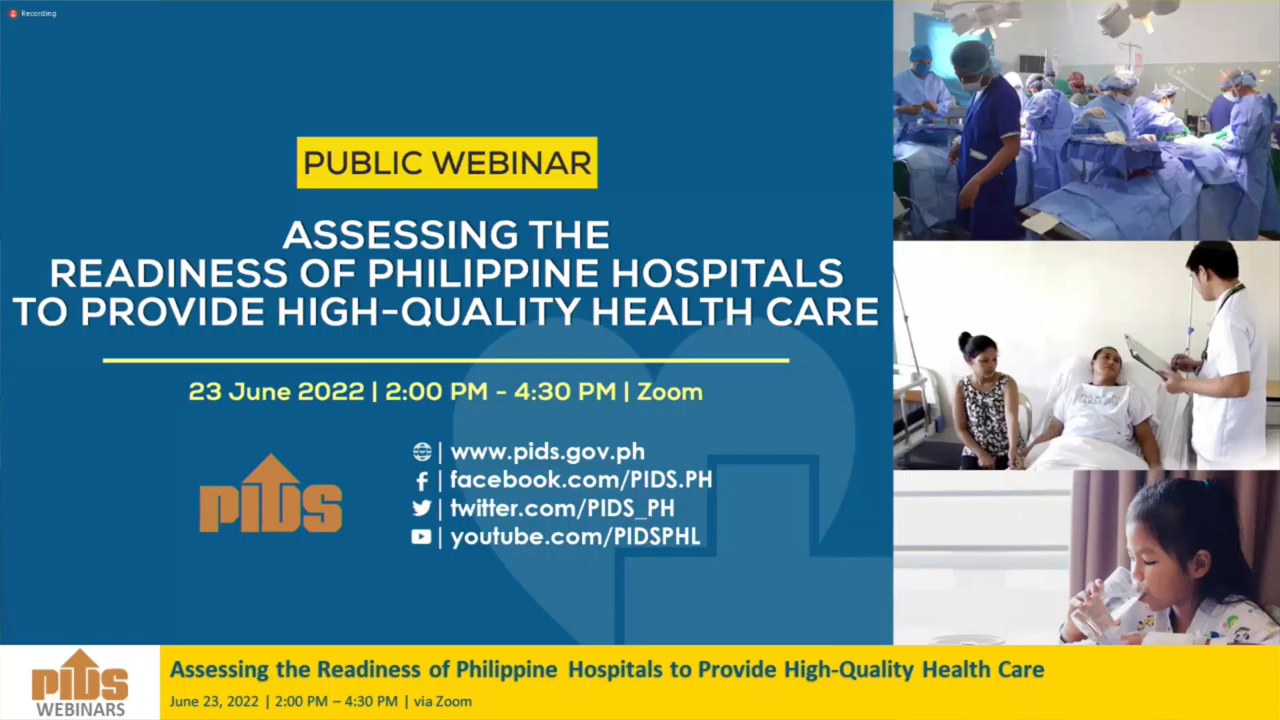 Recording
PUBLIC WEBINAR
ASSESSING THE
READINESS OF PHILIPPINE HOSPITALS
TO PROVIDE HIGH-QUALITY HEALTH CARE
23 June 2022 | 2:00 PM - 4:30 PM | Zoom
www | www.pids.gov.ph
f | facebook.com/PIDS.PH
| twitter.com/PIDS_PH
| youtube.com/PIDSPHL
PIDS
PIDS
WEBINARS
Assessing the Readiness of Philippine Hospitals to Provide High-Quality Health Care
June 23, 2022 | 2:00 PM – 4:30 PM | via Zoom